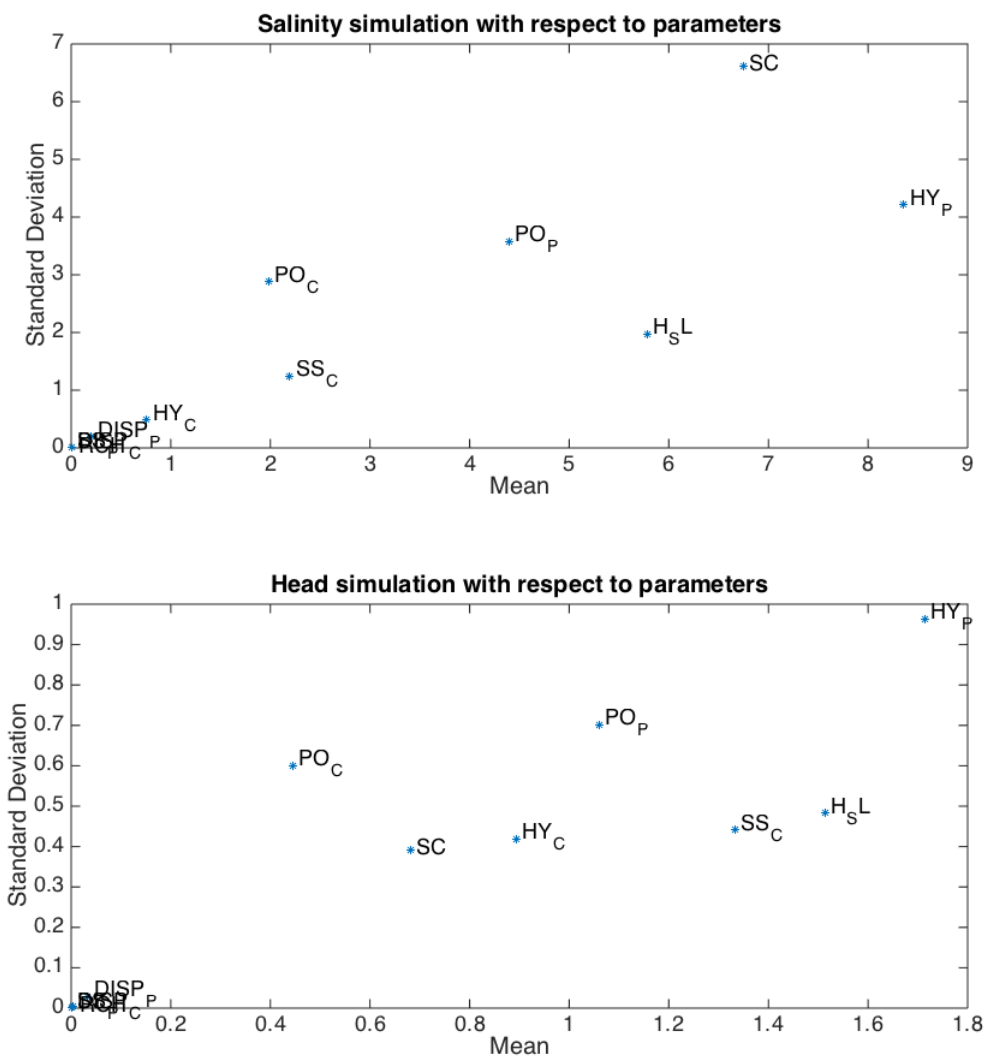 Salinity simulation with respect to parameters
7
6
5
4
3
2
1
0
Standard Deviation
SC
HY_P
PO_P
PO_C
H_SL
SS_C
HY_C
DISP_P
0 1 2 3 4 5 6 7 8 9
Mean
Head simulation with respect to parameters
1
0.9
0.8
0.7
0.6
0.5
0.4
0.3
0.2
0.1
0
Standard Deviation
HY_P
PO_P
PO_C
H_SL
SS_C
HY_C
SC
DISP_P
0 0.2 0.4 0.6 0.8 1 1.2 1.4 1.6 1.8
Mean